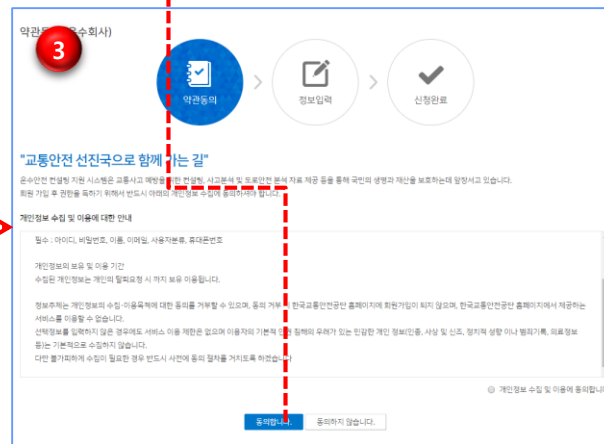 약관동 수회사)
3
약관동의
정보입력
신청완료
"교통안전 선진국으로 함께 가는 길"
운수안전 컨설팅 지원 시스템은 교통사고 예방을 위한 컨설팅, 사고분석 및 도로안전 분석 자료 제공 등을 통해 국민의 생명과 재산을 보호하는데 앞장서고 있습니다.
회원 가입 후 권한을 득하기 위해서 반드시 아래의 개인정보 수집에 동의하셔야 합니다.
개인정보 수집 및 이용에 대한 안내
필수 : 아이디, 비밀번호, 이름, 이메일, 사용자분류, 휴대폰번호
개인정보의 보유 및 이용 기간
수집된 개인정보는 개인의 탈퇴요청 시 까지 보유 이용됩니다.
정보주체는 개인정보의 수집·이용목적에 대한 동의를 거부할 수 있으며, 동의 거부 시 한국교통안전공단 홈페이지에 회원가입이 되지 않으며, 한국교통안전공단 홈페이지에서 제공하는
서비스를 이용할 수 없습니다.
선택정보를 입력하지 않은 경우에도 서비스 이용 제한은 없으며 이용자의 기본적 인권 침해의 우려가 있는 민감한 개인 정보(인종, 사상 및 신조, 정치적 성향 이나 범죄기록, 의료정보
등)는 기본적으로 수집하지 않습니다.
다만 불가피하게 수집이 필요한 경우 반드시 사전에 동의 절차를 거치도록 하겠습니다
개인정보 수집 및 이용에 동의합니
동의합니다.
동의하지 않습니다.